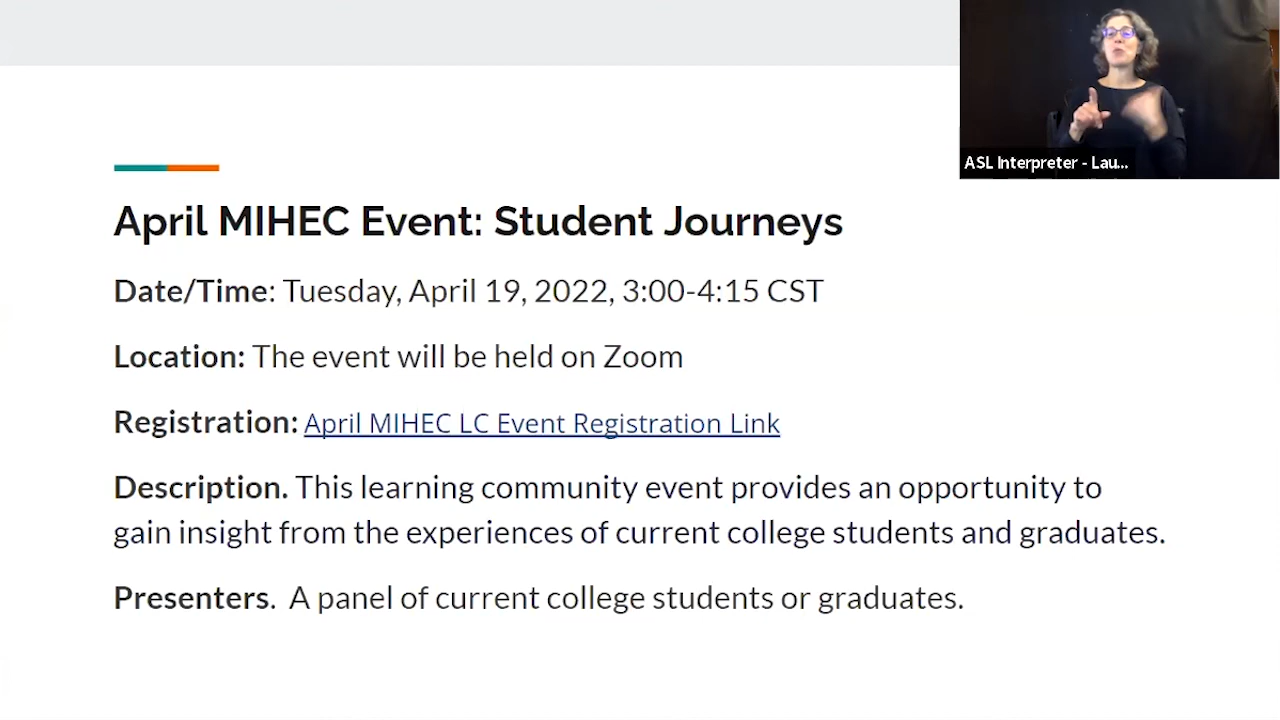 ASL Interpreter - Lau...
April MIHEC Event: Student Journeys
Date/Time: Tuesday, April 19, 2022, 3:00-4:15 CST
Location: The event will be held on Zoom
Registration: April MIHEC LC Event Registration Link
Description. This learning community event provides an opportunity to
gain insight from the experiences of current college students and graduates.
Presenters. A panel of current college students or graduates.